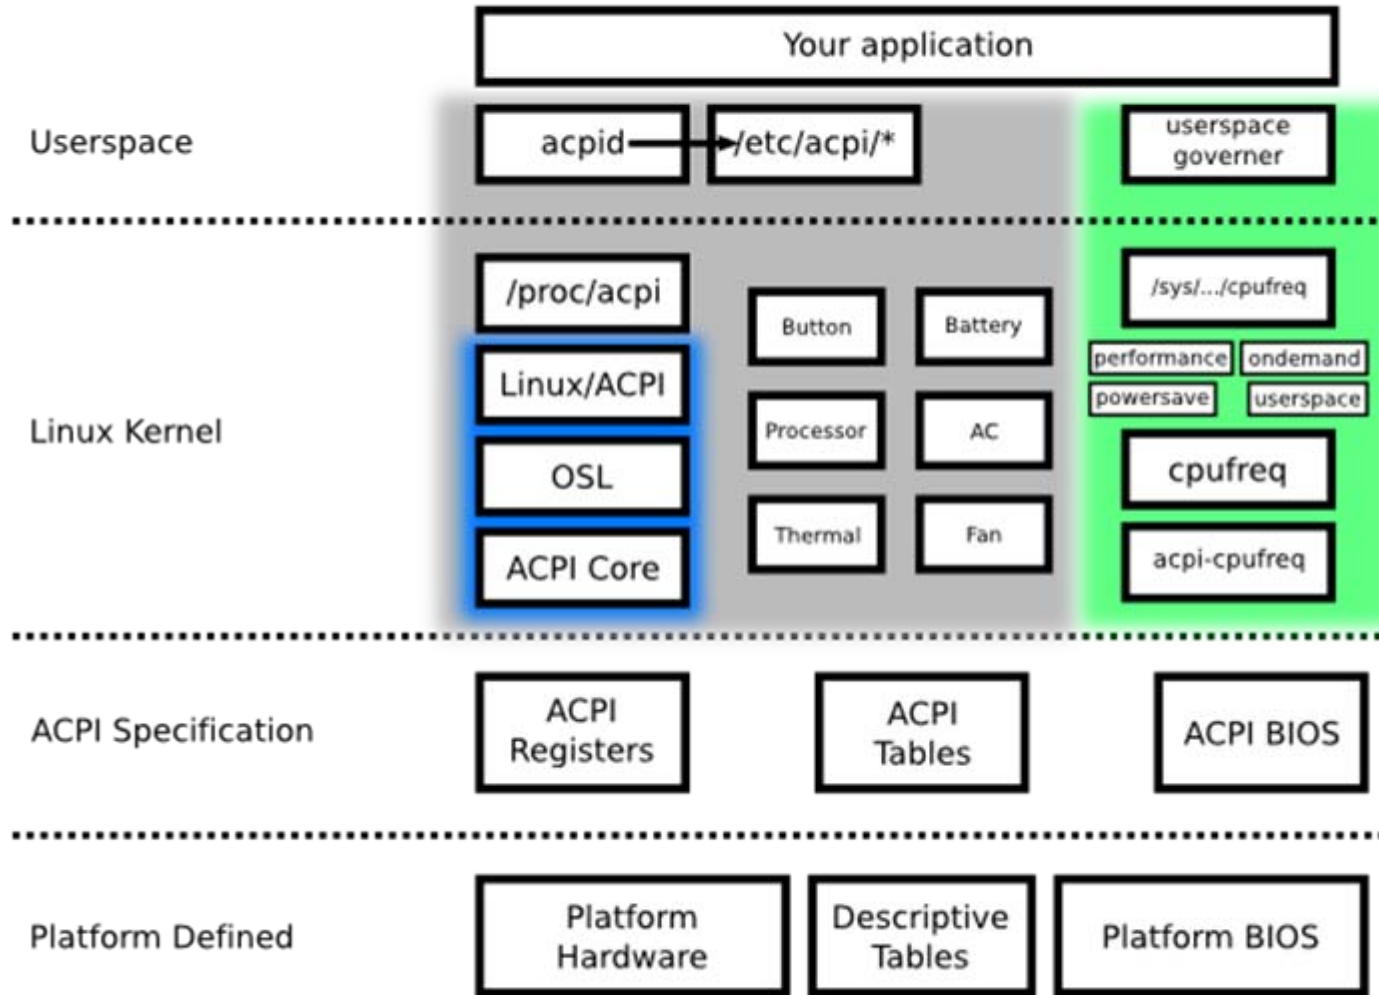 Your application
Userspace
acpid
/etc/acpi/*
userspace
governer
/proc/acpi
Button
Battery
/sys/.../cpufreq
performance
ondemand
powersave
userspace
Linux Kernel
Linux/ACPI
Processor
AC
cpufreq
OSL
Thermal
Fan
acpi-cpufreq
ACPI Core
ACPI Specification
ACPI
Registers
ACPI
Tables
ACPI BIOS
Platform Defined
Platform
Hardware
Descriptive
Tables
Platform BIOS